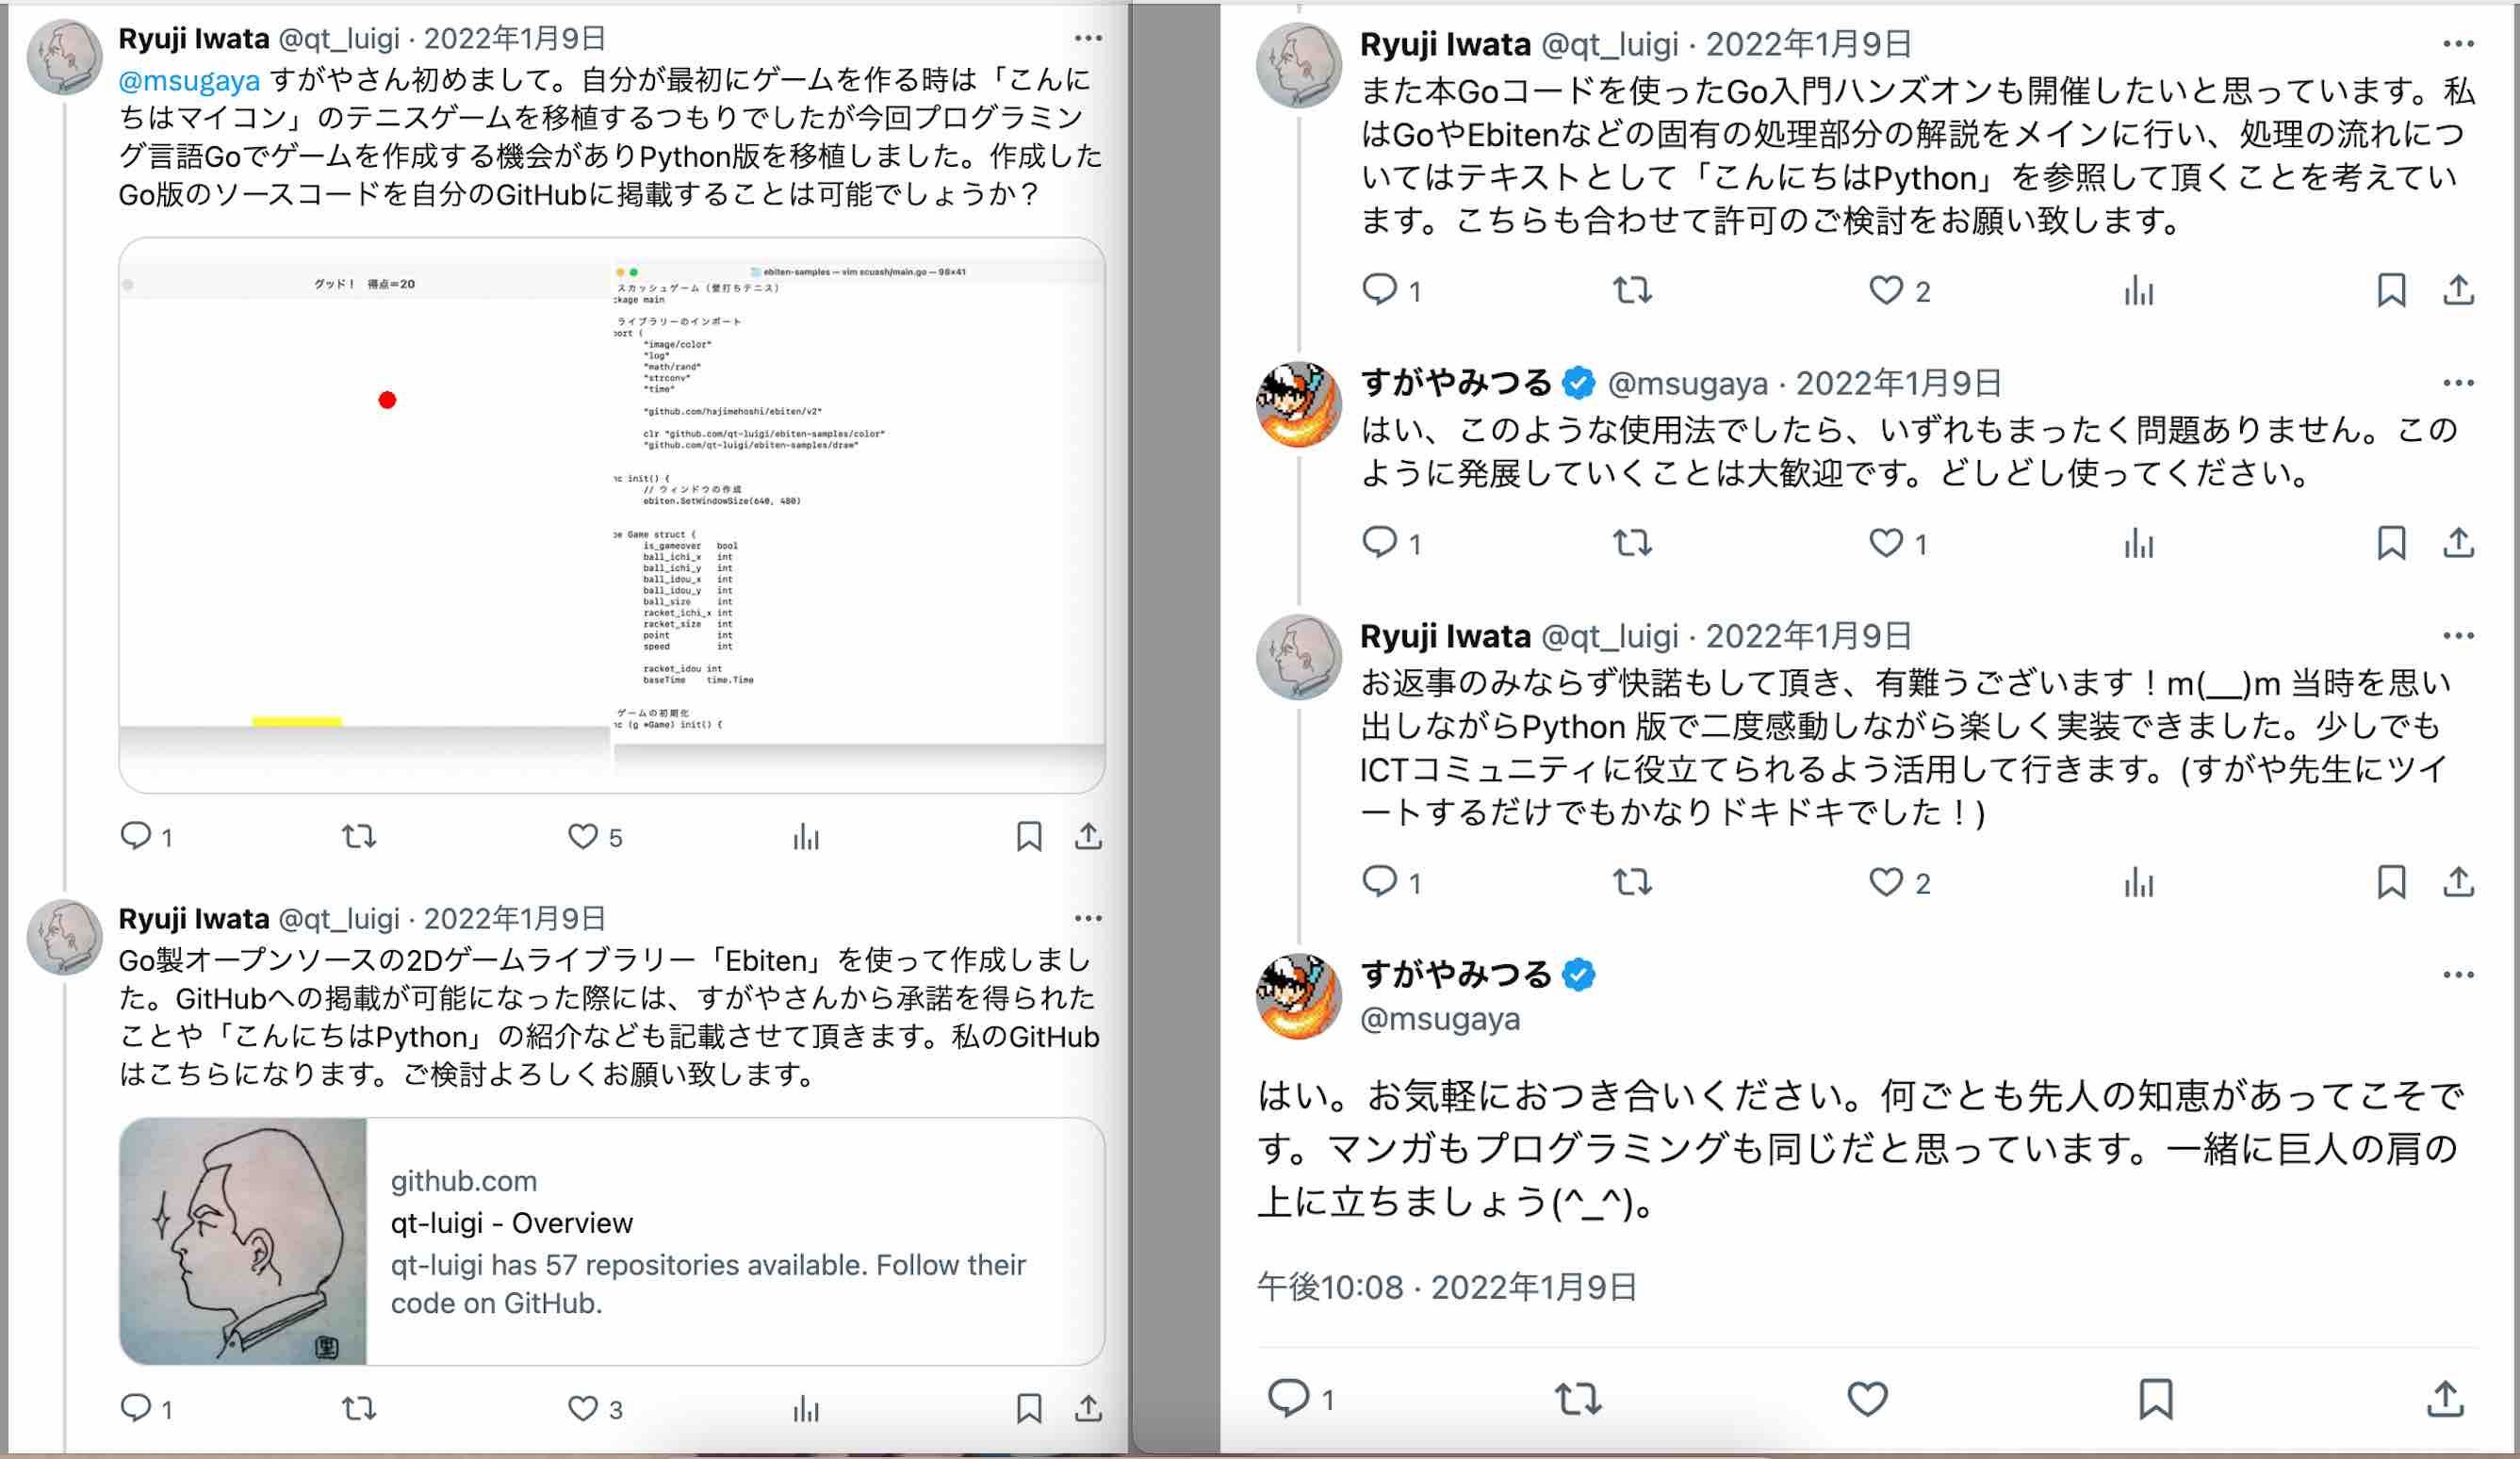 Ryuji Iwata @qt_luigi · 2022年1月9日
@msugaya すがやさん初めまして。自分が最初にゲームを作る時は「こんに
ちはマイコン」のテニスゲームを移植するつもりでしたが今回プログラミン
グ言語Goでゲームを作成する機会がありPython版を移植しました。作成した
Go版のソースコードを自分のGitHubに掲載することは可能でしょうか？
グッド！ 得点=20
ebiten-samples — vim scuash/main.go — 98×41
スカッシュゲーム（壁打ちテニス）
ckage main
ライブラリーのインポート
port (
"image/color"
"log"
"math/rand"
"strconv"
"time"
"github.com/hajimehoshi/ebiten/v2"
clr "github.com/qt-luigi/ebiten-samples/color"
"github.com/qt-luigi/ebiten-samples/draw"
nc init() {
// ウィンドウの作成
ebiten.SetWindowSize(640, 480)
pe Game struct {
is_gameover bool
ball_ichi_x int
ball_ichi_y int
ball_idou_x int
ball_idou_y int
ball_size int
racket_ichi_x int
racket_size int
point int
speed int
racket_idou int
baseTime time.Time
ゲームの初期化
nc (g *Game) init() {
1
5
Ryuji Iwata @qt_luigi · 2022年1月9日
Go製オープンソースの2Dゲームライブラリー「Ebiten」を使って作成しまし
た。GitHubへの掲載が可能になった際には、すがやさんから承諾を得られた
ことや「こんにちはPython」の紹介なども記載させて頂きます。私のGitHub
はこちらになります。ご検討よろしくお願い致します。
github.com
qt-luigi - Overview
qt-luigi has 57 repositories available. Follow their
code on GitHub.
1
3
Ryuji Iwata @qt_luigi · 2022年1月9日
また本Goコードを使ったGo入門ハンズオンも開催したいと思っています。私
はGoやEbitenなどの固有の処理部分の解説をメインに行い、処理の流れにつ
いてはテキストとして「こんにちはPython」を参照して頂くことを考えてい
ます。こちらも合わせて許可のご検討をお願い致します。
1
2
すがやみつる @msugaya · 2022年1月9日
はい、このような使用法でしたら、いずれもまったく問題ありません。この
ように発展していくことは大歓迎です。どしどし使ってください。
1
1
Ryuji Iwata @qt_luigi · 2022年1月9日
お返事のみならず快諾もして頂き、有難うございます！m(__)m 当時を思い
出しながらPython 版で二度感動しながら楽しく実装できました。少しでも
ICTコミュニティに役立てられるよう活用して行きます。(すがや先生にツイ
ートするだけでもかなりドキドキでした！)
1
2
すがやみつる
@msugaya
はい。お気軽におつき合いください。何ごとも先人の知恵があってこそで
す。マンガもプログラミングも同じだと思っています。一緒に巨人の肩の
上に立ちましょう(^_^)。
午後10:08 · 2022年1月9日
1